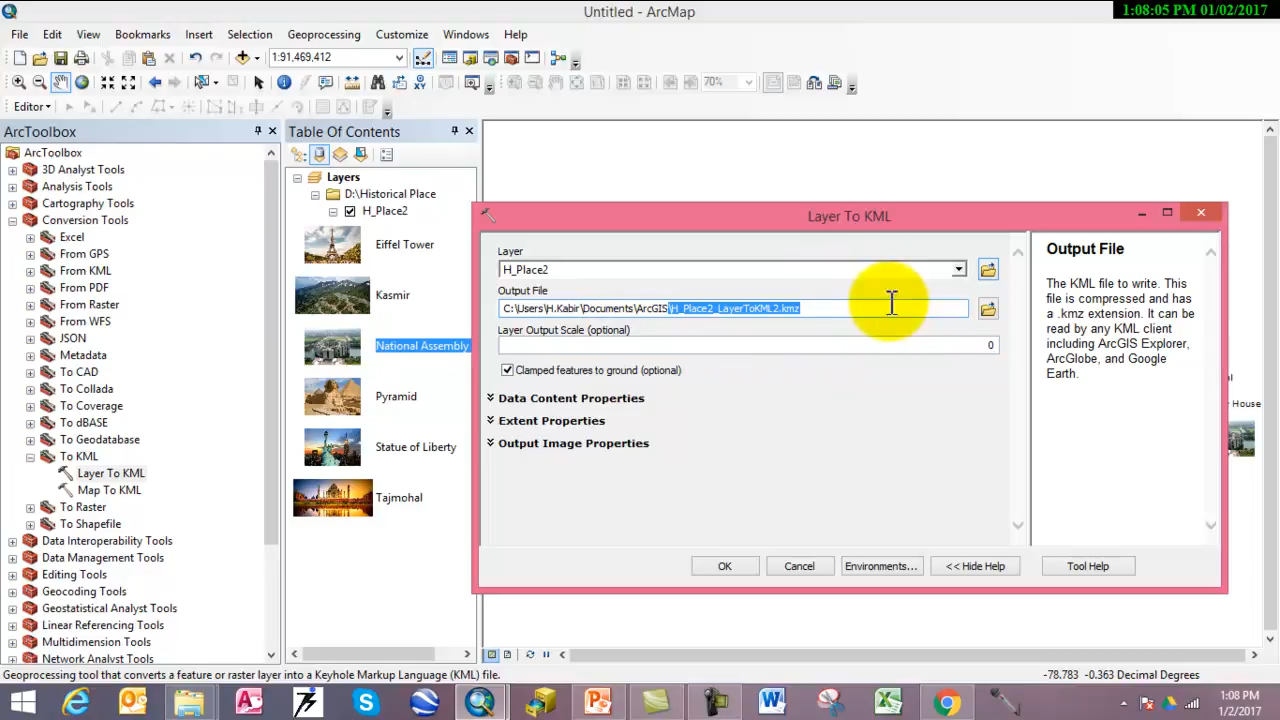 Untitled - ArcMap
1:08:05 PM 01/02/2017
File Edit View Bookmarks Insert Selection Geoprocessing Customize Windows Help
1:91,469,412
70%
Editor
ArcToolbox
ArcToolbox
3D Analyst Tools
Analysis Tools
Cartography Tools
Conversion Tools
Excel
From GPS
From KML
From PDF
From Raster
From WFS
JSON
Metadata
To CAD
To Collada
To Coverage
To dBASE
To Geodatabase
To KML
Layer To KML
Map To KML
To Raster
To Shapefile
Data Interoperability Tools
Data Management Tools
Editing Tools
Geocoding Tools
Geostatistical Analyst Tools
Linear Referencing Tools
Multidimension Tools
Network Analyst Tools
Table Of Contents
Layers
D:\Historical Place
H_Place2
Eiffel Tower
Kasmir
National Assembly
Pyramid
Statue of Liberty
Tajmohal
Layer To KML
Layer
H_Place2
Output File
C:\Users\H.Kabir\Documents\ArcGIS\H_Place2_LayerToKML2.kmz
Layer Output Scale (optional)
0
Clamped features to ground (optional)
Data Content Properties
Extent Properties
Output Image Properties
OK Cancel Environments... << Hide Help Tool Help
Output File
The KML file to write. This
file is compressed and has
a .kmz extension. It can be
read by any KML client
including ArcGIS Explorer,
ArcGlobe, and Google
Earth.
House
Geoprocessing tool that converts a feature or raster layer into a Keyhole Markup Language (KML) file.
-78.783 -0.363 Decimal Degrees
1:08 PM
1/2/2017